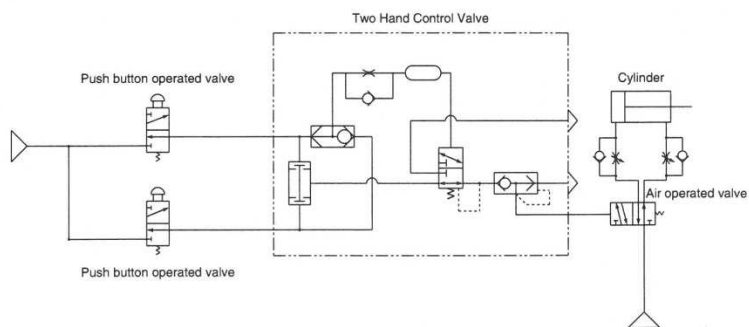 Two Hand Control Valve
Push button operated valve
Cylinder
Air operated valve
Push button operated valve